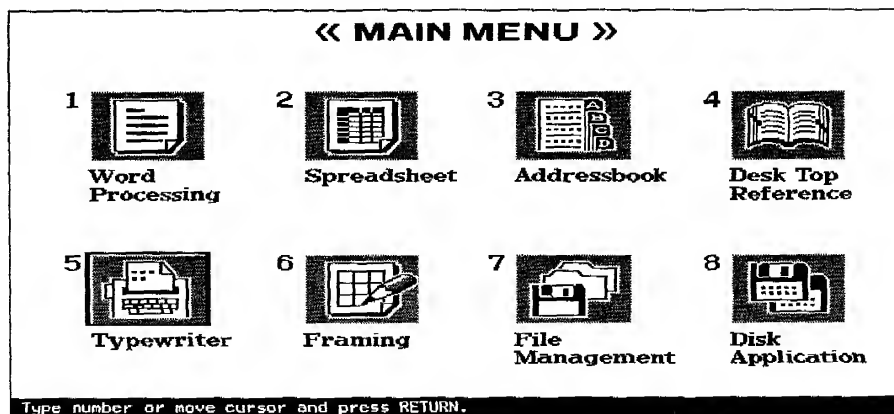 « MAIN MENU »
1 2 3 4
Word Processing
Spreadsheet
Addressbook
A
B
C
D
Desk Top Reference
5 6 7 8
Typewriter
Framing
File Management
Disk Application
Type number or move cursor and press RETURN.